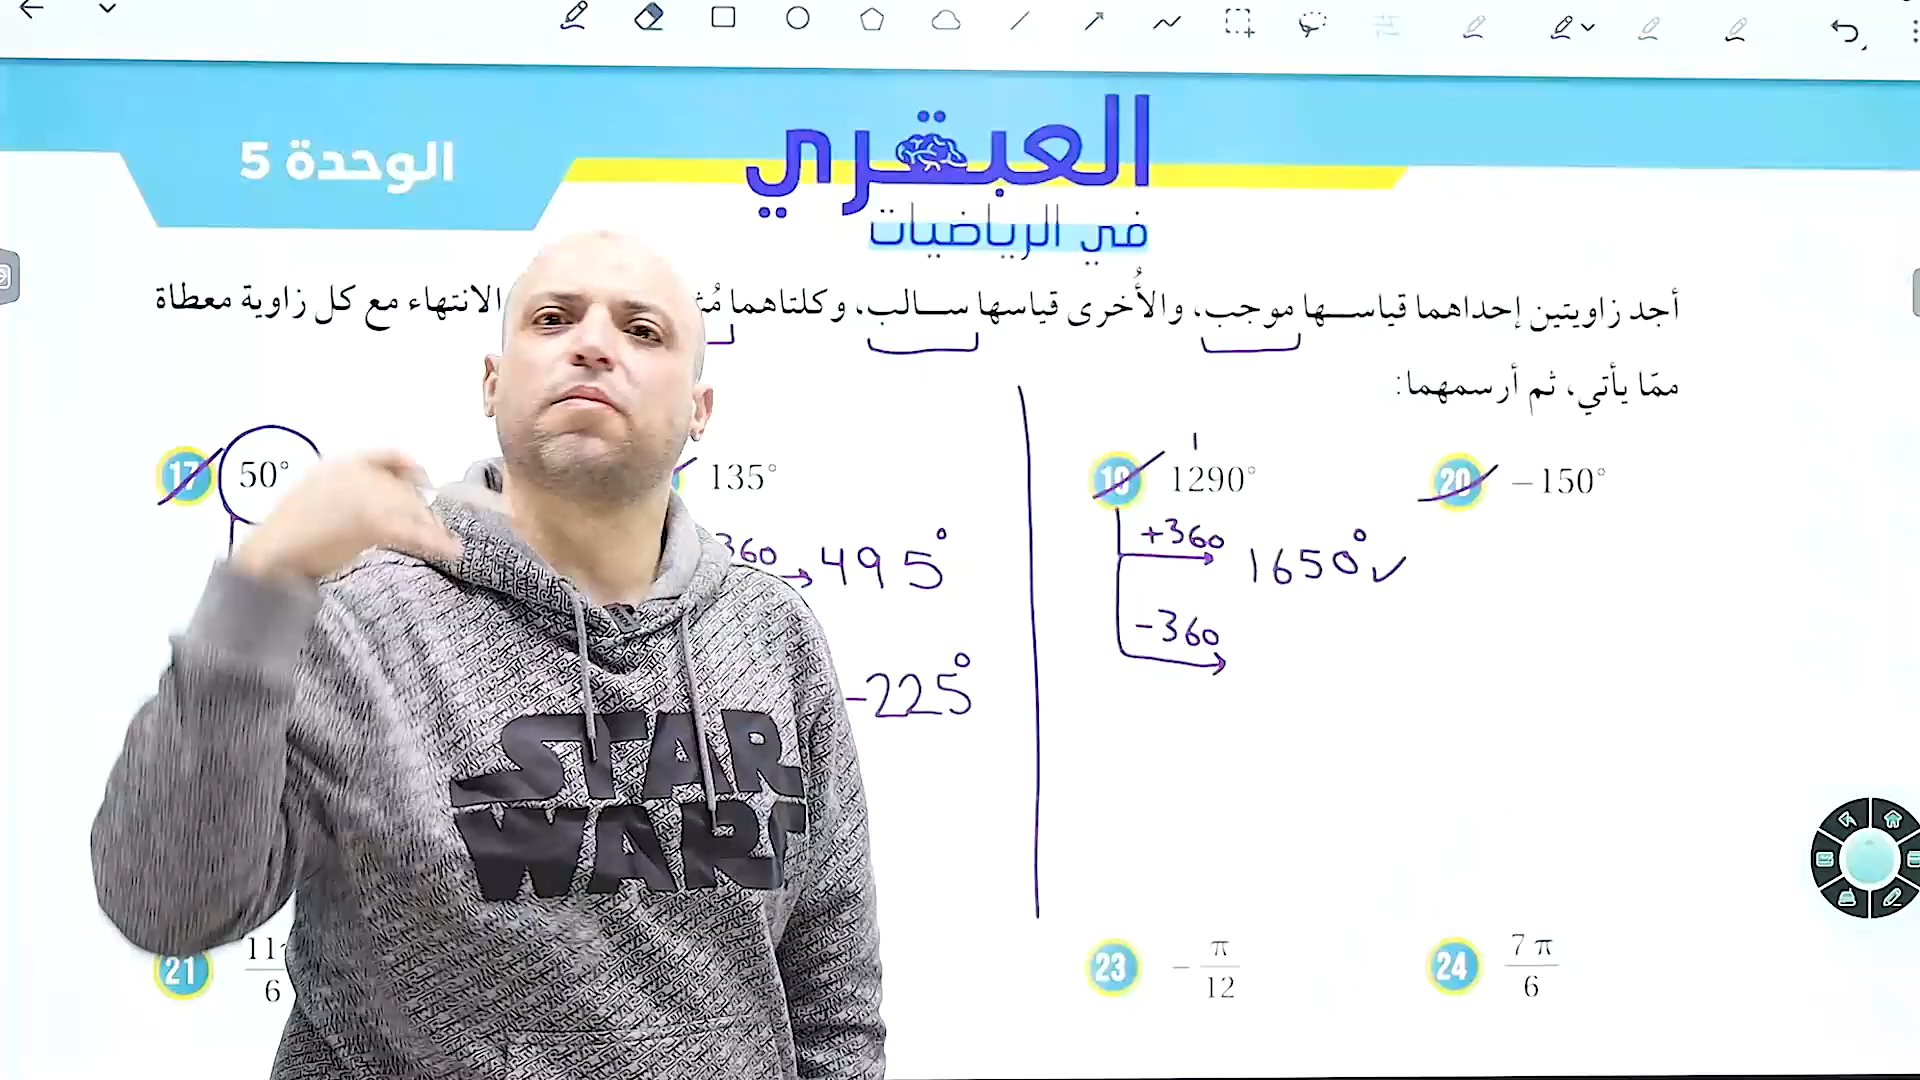 العبقري
في الرياضيات
الوحدة 5
أجد زاويتين إحداهما قياسها موجب، والأُخرى قياسها سالب، وكلتاهما الانتهاء مع كل زاوية معطاة
ممّا يأتي، ثم أرسمهما:
17 50°
135°
1290°
20 −150°
360 → 495°
-225°
+360 → 1650° ✓
-360 →
STAR
WARS
21
23 − π/12
24 7π/6